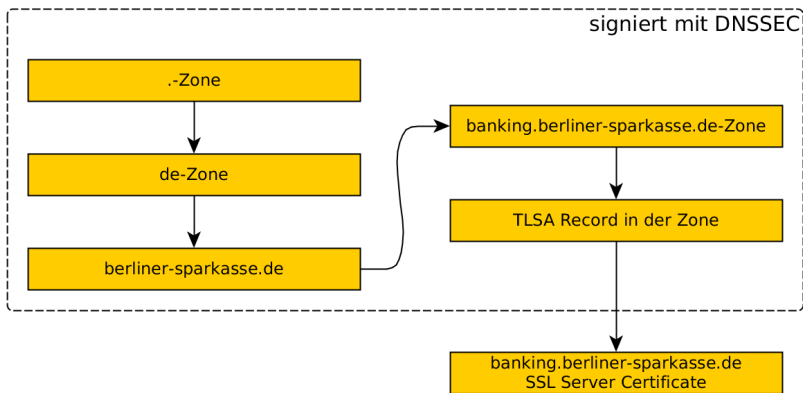 signiert mit DNSSEC
.-Zone
de-Zone
berliner-sparkasse.de
banking.berliner-sparkasse.de-Zone
TLSA Record in der Zone
banking.berliner-sparkasse.de
SSL Server Certificate